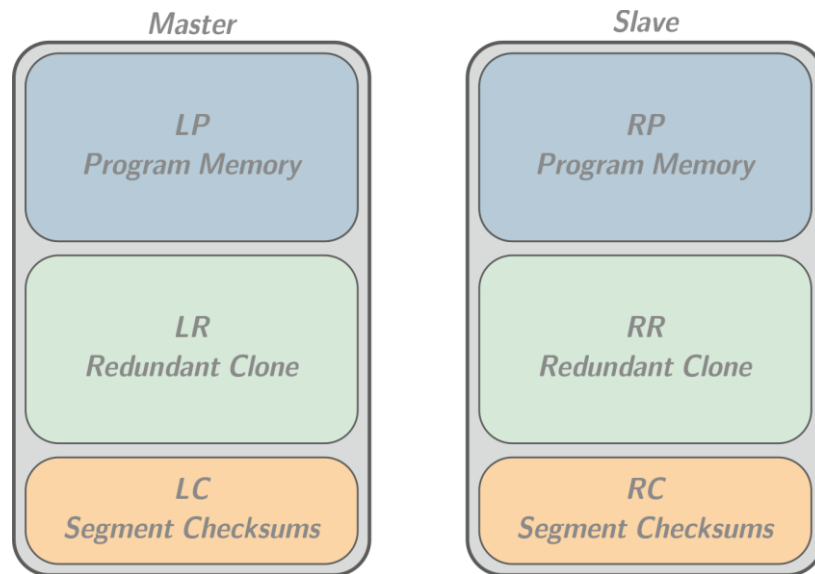 Master
LP
Program Memory
LR
Redundant Clone
LC
Segment Checksums
Slave
RP
Program Memory
RR
Redundant Clone
RC
Segment Checksums